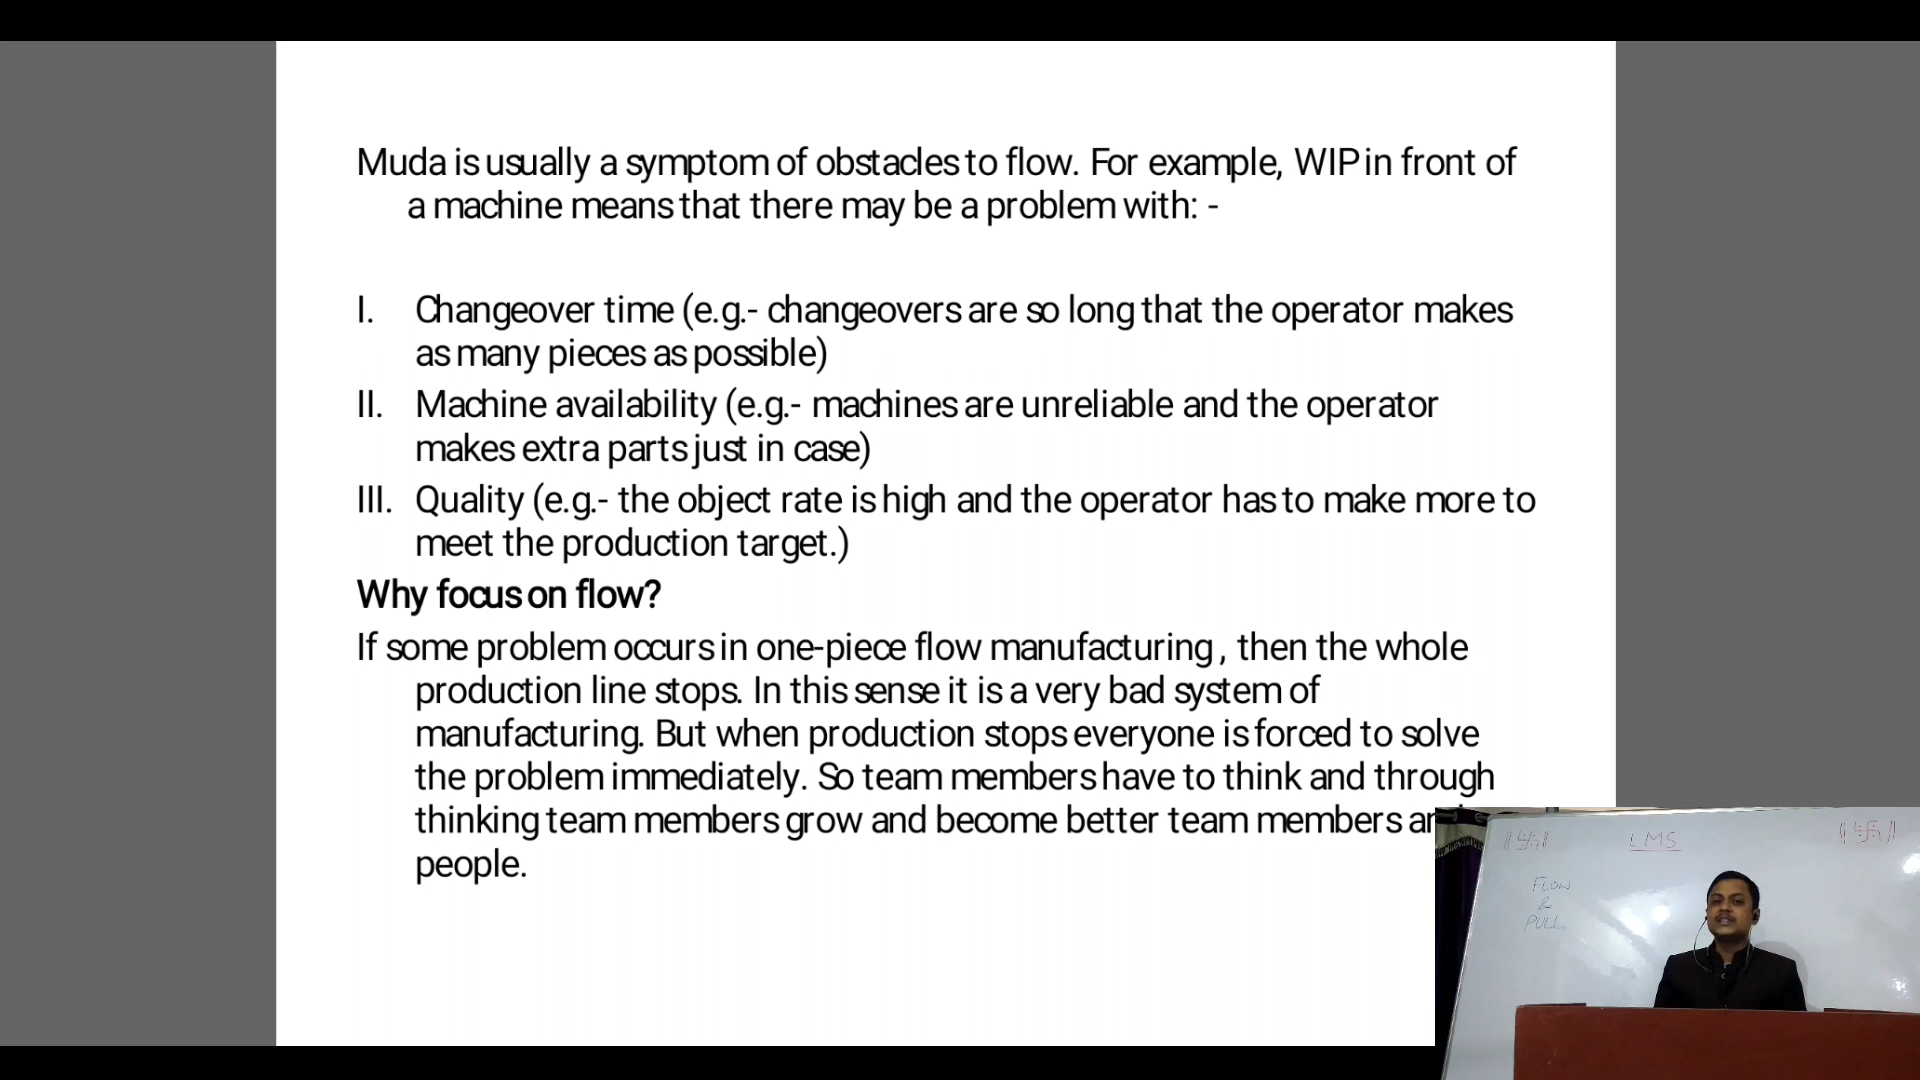 Muda is usually a symptom of obstacles to flow. For example, WIP in front of
a machine means that there may be a problem with: -
I. Changeover time (e.g.- changeovers are so long that the operator makes
as many pieces as possible)
II. Machine availability (e.g.- machines are unreliable and the operator
makes extra parts just in case)
III. Quality (e.g.- the object rate is high and the operator has to make more to
meet the production target.)
Why focus on flow?
If some problem occurs in one-piece flow manufacturing , then the whole
production line stops. In this sense it is a very bad system of
manufacturing. But when production stops everyone is forced to solve
the problem immediately. So team members have to think and through
thinking team members grow and become better team members
people.
|| 卐 || LMS || 卐 ||
FLOW
&
PULL